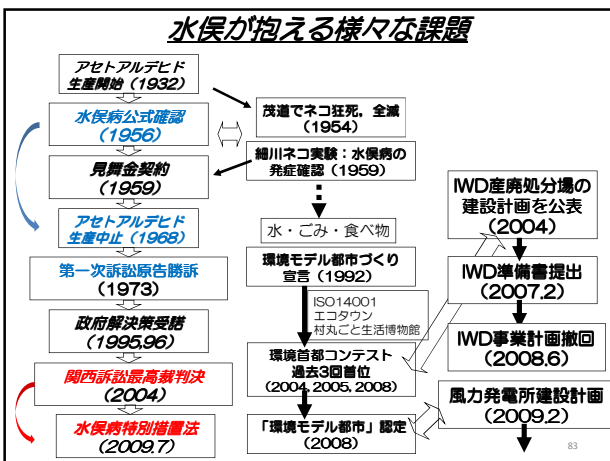 水俣が抱える様々な課題
アセトアルデヒド
生産開始（1932）
水俣病公式確認
（1956）
見舞金契約
（1959）
アセトアルデヒド
生産中止（1968）
第一次訴訟原告勝訴
（1973）
政府解決策受諾
（1995,96）
関西訴訟最高裁判決
（2004）
水俣病特別措置法
（2009.7）
茂道でネコ狂死，全滅
（1954）
細川ネコ実験：水俣病の
発症確認（1959）
水・ごみ・食べ物
環境モデル都市づくり
宣言（1992）
ISO14001
エコタウン
村丸ごと生活博物館
環境首都コンテスト
過去3回首位
（2004, 2005, 2008）
「環境モデル都市」認定
（2008）
IWD産廃処分場の
建設計画を公表
（2004）
IWD準備書提出
（2007.2）
IWD事業計画撤回
（2008.6）
風力発電所建設計画
（2009.2）
83